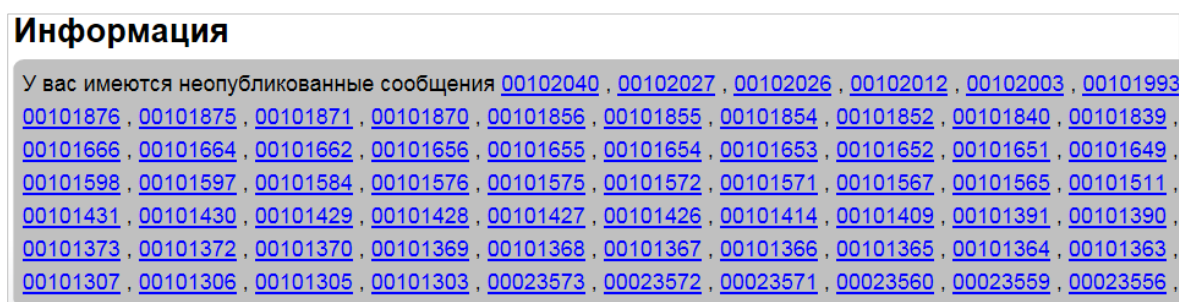 Информация
У вас имеются неопубликованные сообщения 00102040 , 00102027 , 00102026 , 00102012 , 00102003 , 00101993
00101876 , 00101875 , 00101871 , 00101870 , 00101856 , 00101855 , 00101854 , 00101852 , 00101840 , 00101839 ,
00101666 , 00101664 , 00101662 , 00101656 , 00101655 , 00101654 , 00101653 , 00101652 , 00101651 , 00101649 ,
00101598 , 00101597 , 00101584 , 00101576 , 00101575 , 00101572 , 00101571 , 00101567 , 00101565 , 00101511 ,
00101431 , 00101430 , 00101429 , 00101428 , 00101427 , 00101426 , 00101414 , 00101409 , 00101391 , 00101390 ,
00101373 , 00101372 , 00101370 , 00101369 , 00101368 , 00101367 , 00101366 , 00101365 , 00101364 , 00101363 ,
00101307 , 00101306 , 00101305 , 00101303 , 00023573 , 00023572 , 00023571 , 00023560 , 00023559 , 00023556 ,